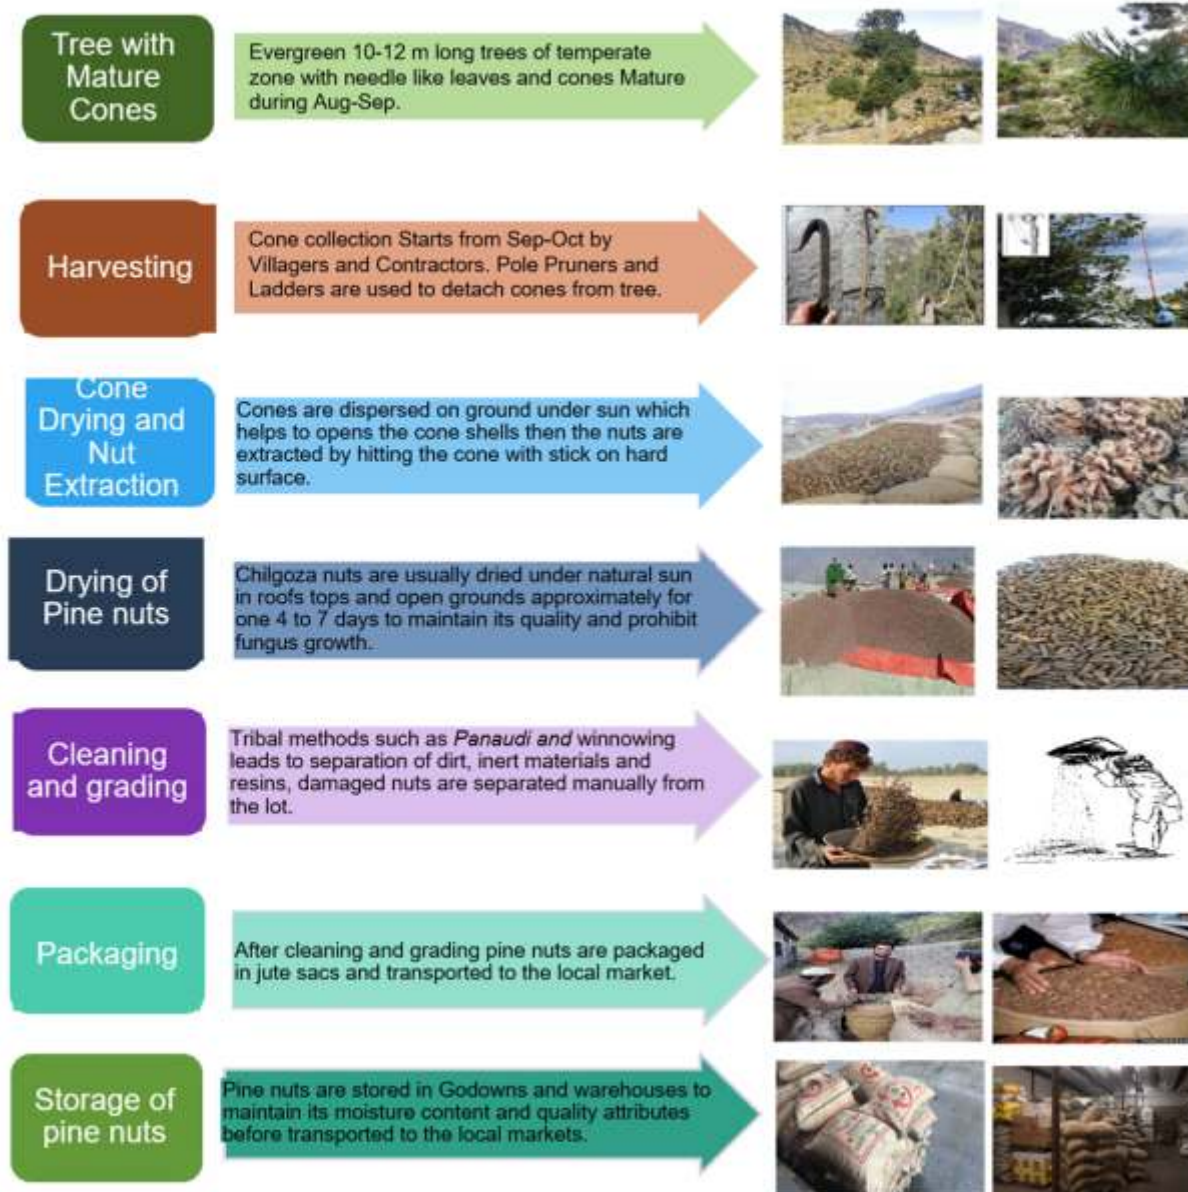 Tree with
Mature
Cones
Evergreen 10-12 m long trees of temperate
zone with needle like leaves and cones Mature
during Aug-Sep.
Harvesting
Cone collection Starts from Sep-Oct by
Villagers and Contractors. Pole Pruners and
Ladders are used to detach cones from tree.
Cone
Drying and
Nut
Extraction
Cones are dispersed on ground under sun which
helps to opens the cone shells then the nuts are
extracted by hitting the cone with stick on hard
surface.
Drying of
Pine nuts
Chilgoza nuts are usually dried under natural sun
in roofs tops and open grounds approximately for
one 4 to 7 days to maintain its quality and prohibit
fungus growth.
Cleaning
and grading
Tribal methods such as Panaudi and winnowing
leads to separation of dirt, inert materials and
resins, damaged nuts are separated manually from
the lot.
Packaging
After cleaning and grading pine nuts are packaged
in jute sacs and transported to the local market.
Storage of
pine nuts
Pine nuts are stored in Godowns and warehouses to
maintain its moisture content and quality attributes
before transported to the local markets.